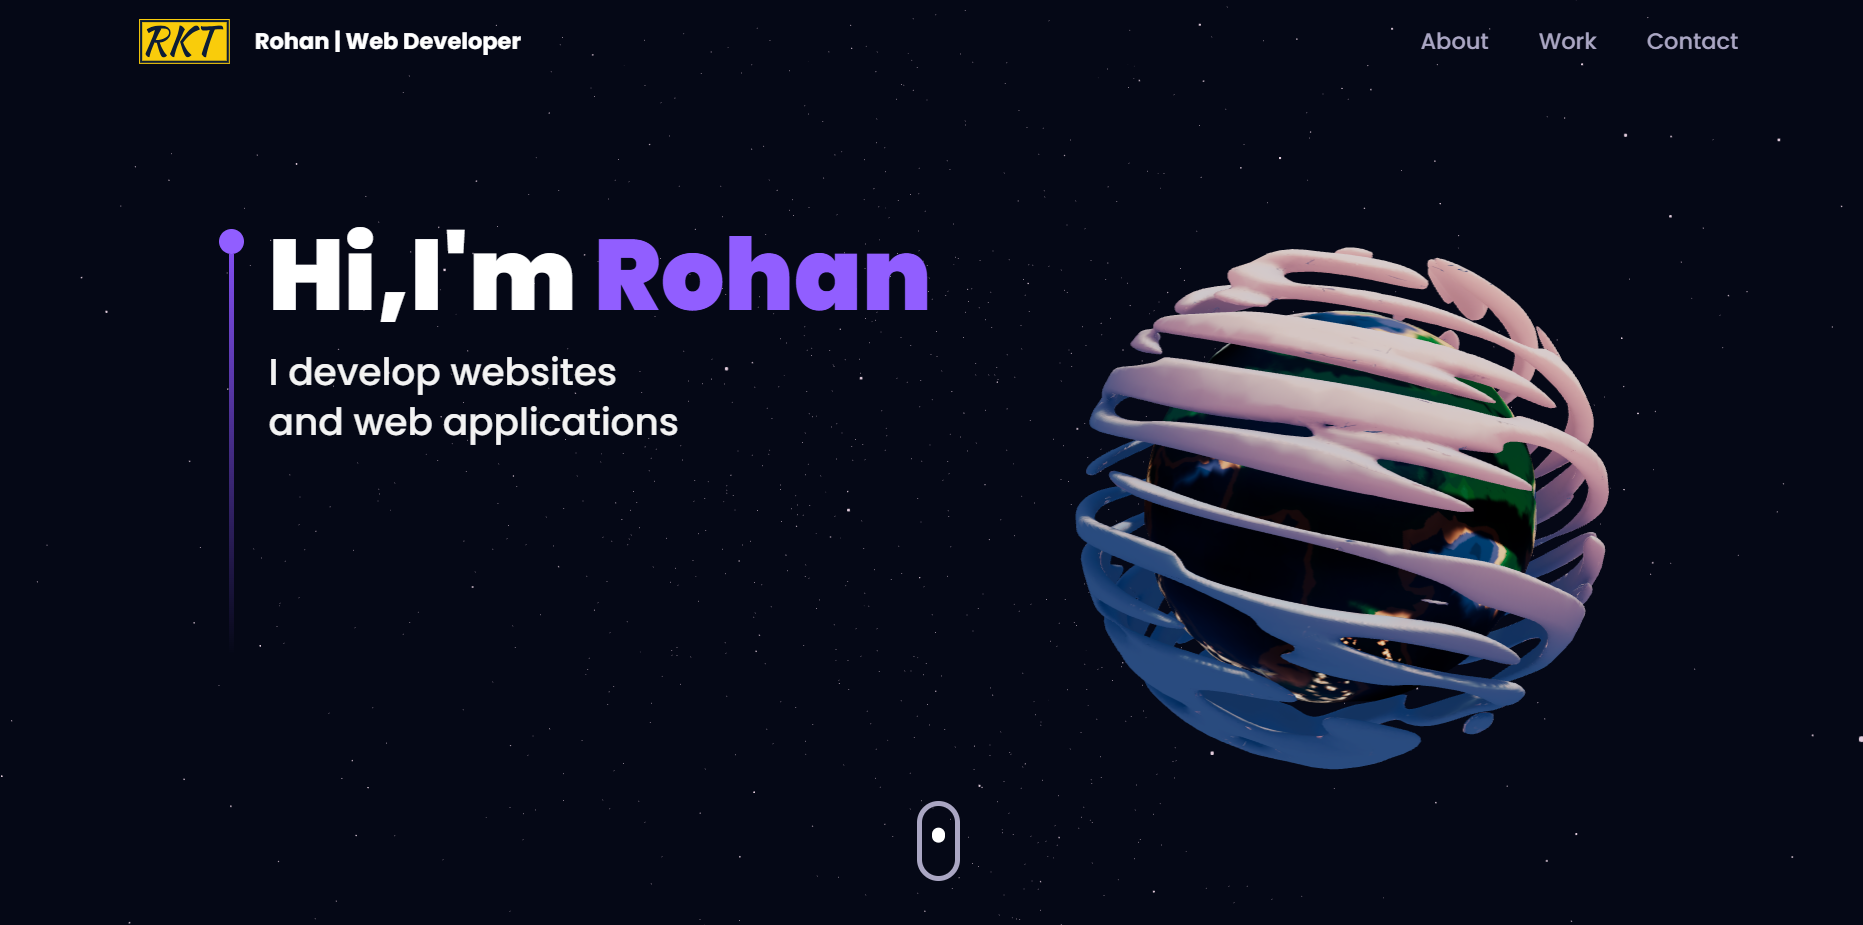 RKT
Rohan | Web Developer
About
Work
Contact
Hi,I'm Rohan
I develop websites
and web applications